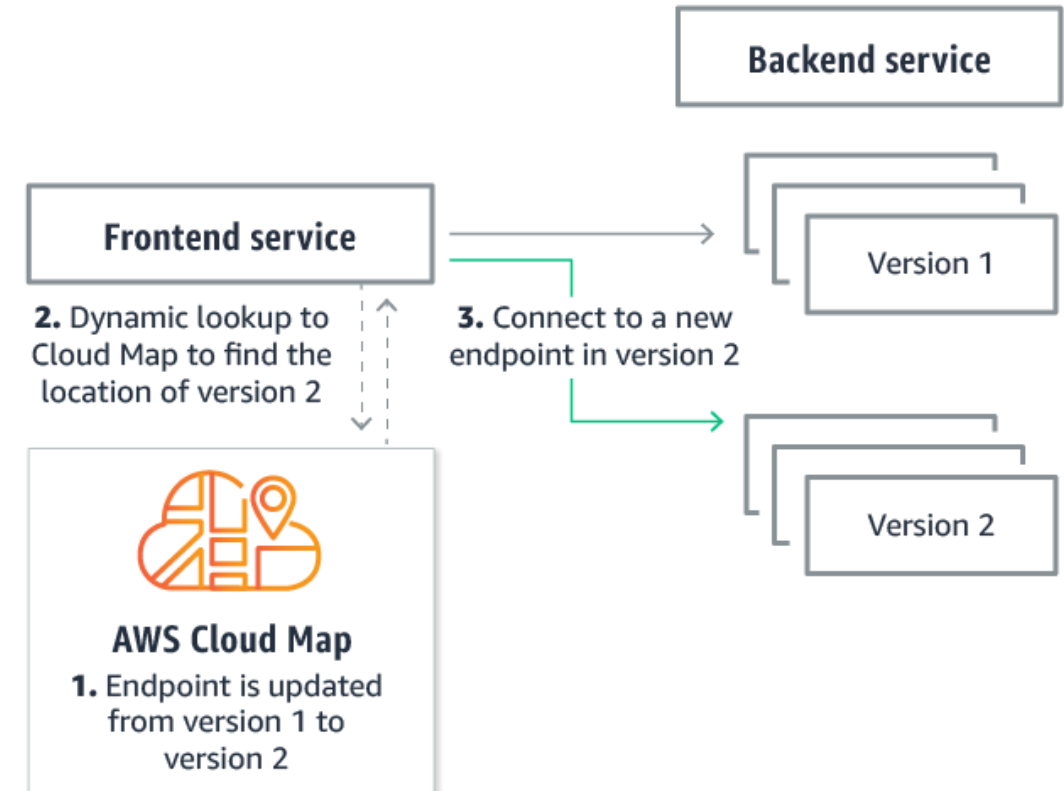 Backend service
Frontend service
Version 1
2. Dynamic lookup to
Cloud Map to find the
location of version 2
3. Connect to a new
endpoint in version 2
Version 2
AWS Cloud Map
1. Endpoint is updated
from version 1 to
version 2